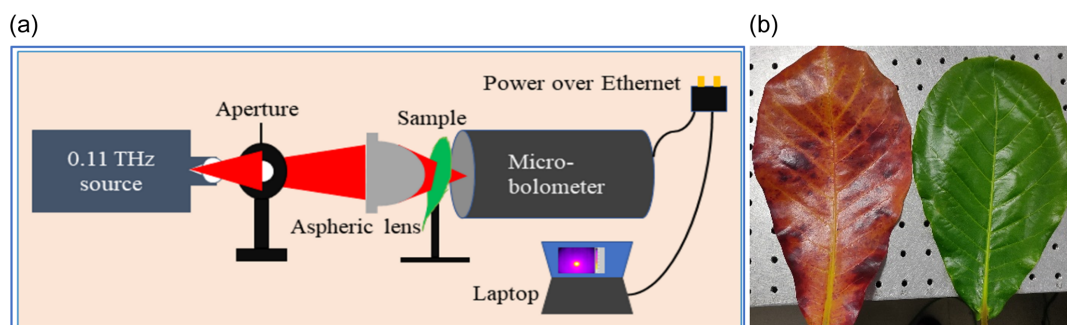 (a)
(b)
Power over Ethernet
Aperture
Sample
0.11 THz
source
Micro-
bolometer
Aspheric lens
Laptop